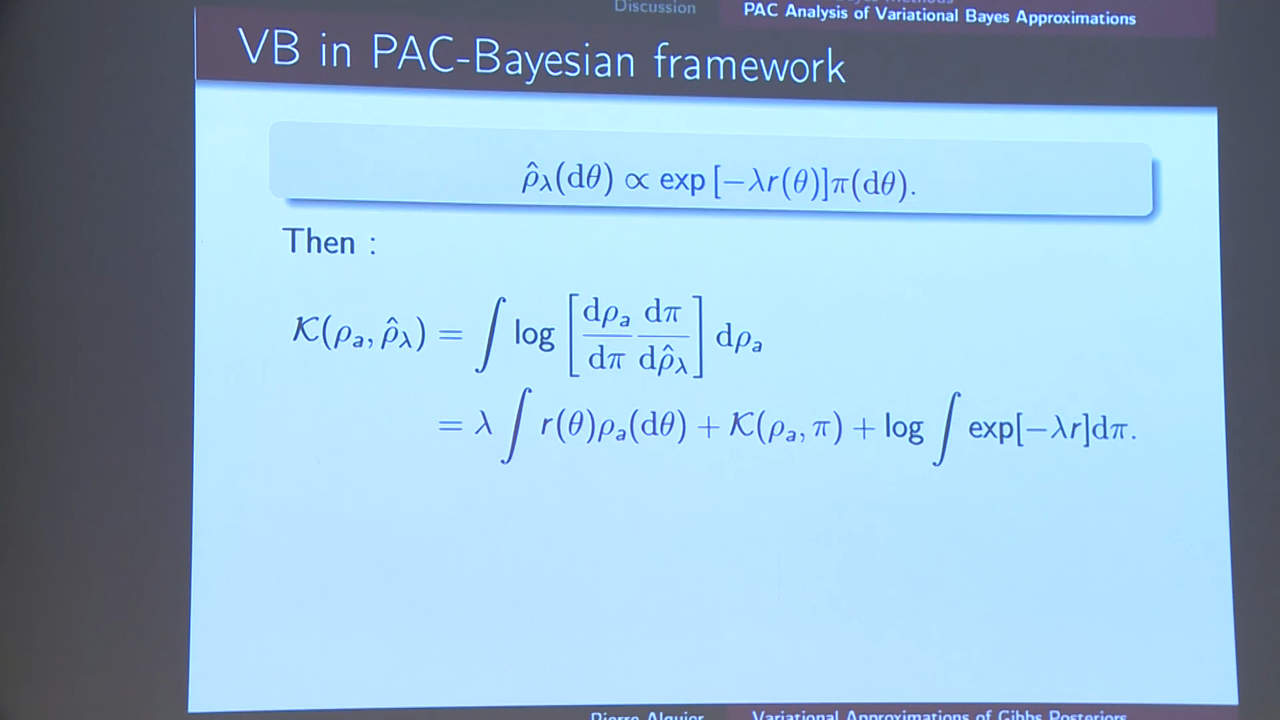 Discussion
PAC Analysis of Variational Bayes Approximations
VB in PAC-Bayesian framework
ρ̂λ(dθ) ∝ exp [−λr(θ)]π(dθ).
Then :
𝒦(ρₐ, ρ̂λ) = ∫ log [dρₐ/dπ dπ/dρ̂λ] dρₐ
= λ ∫ r(θ)ρₐ(dθ) + 𝒦(ρₐ, π) + log ∫ exp[−λr]dπ.
Pierre Alquier
Variational Approximations of Gibbs Posteriors